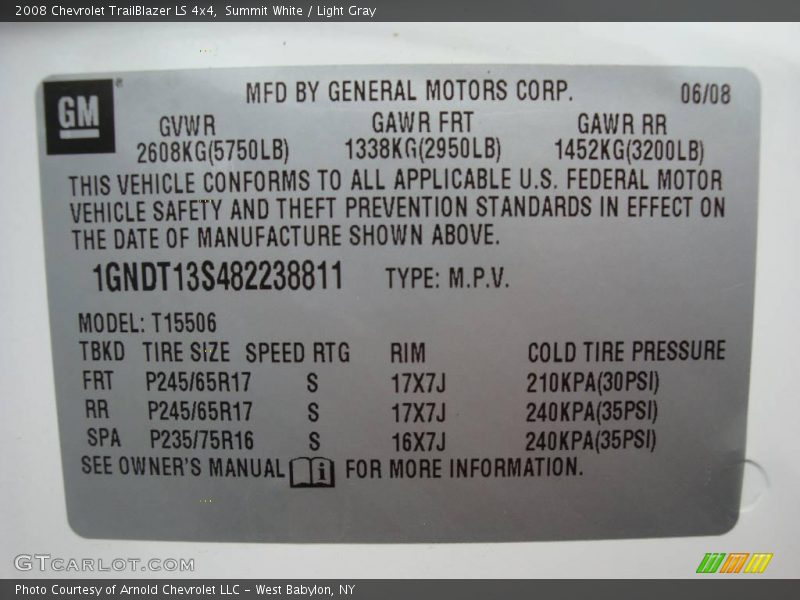 2008 Chevrolet TrailBlazer LS 4x4,  Summit White / Light Gray
GM ®
MFD BY GENERAL MOTORS CORP. 06/08
GVWR GAWR FRT GAWR RR
2608KG(5750LB) 1338KG(2950LB) 1452KG(3200LB)
THIS VEHICLE CONFORMS TO ALL APPLICABLE U.S. FEDERAL MOTOR
VEHICLE SAFETY AND THEFT PREVENTION STANDARDS IN EFFECT ON
THE DATE OF MANUFACTURE SHOWN ABOVE.
1GNDT13S482238811 TYPE: M.P.V.
MODEL: T15506
TBKD TIRE SIZE SPEED RTG RIM COLD TIRE PRESSURE
FRT P245/65R17 S 17X7J 210KPA(30PSI)
RR P245/65R17 S 17X7J 240KPA(35PSI)
SPA P235/75R16 S 16X7J 240KPA(35PSI)
SEE OWNER'S MANUAL i FOR MORE INFORMATION.
GTCARLOT.COM
Photo Courtesy of Arnold Chevrolet LLC - West Babylon, NY